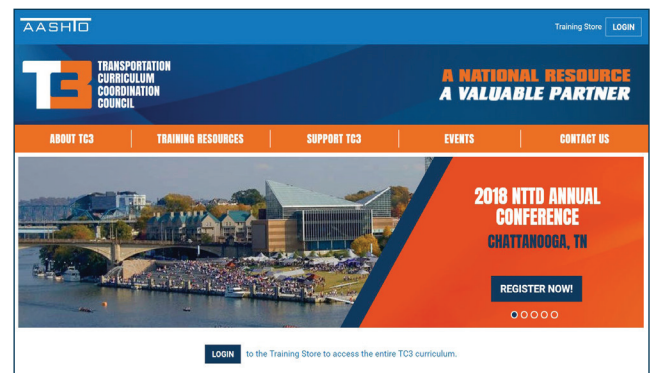 AASHTO
Training Store LOGIN
T3
TRANSPORTATION
CURRICULUM
COORDINATION
COUNCIL
A NATIONAL RESOURCE
A VALUABLE PARTNER
ABOUT TC3 TRAINING RESOURCES SUPPORT TC3 EVENTS CONTACT US
2018 NTTD ANNUAL
CONFERENCE
CHATTANOOGA, TN
REGISTER NOW!
LOGIN to the Training Store to access the entire TC3 curriculum.